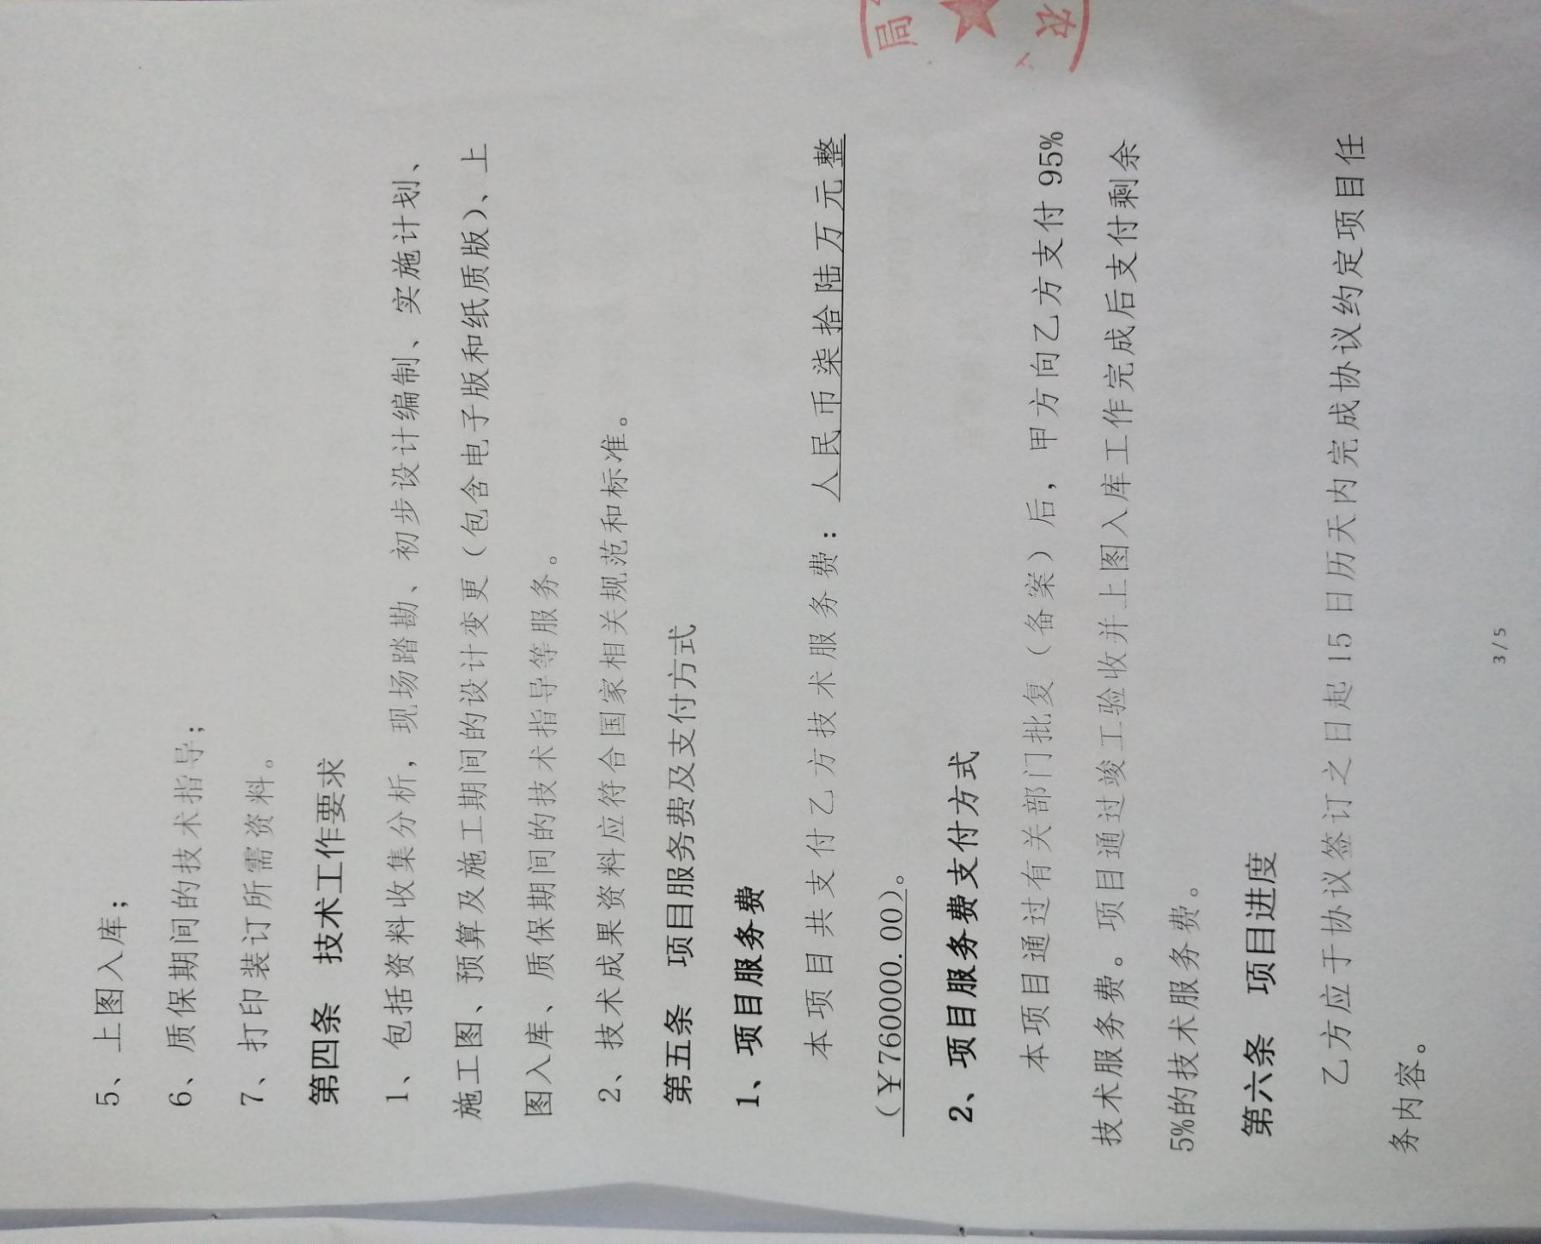 5、上图入库；
6、质保期间的技术指导；
7、打印装订所需资料。
第四条 技术工作要求
1、包括资料收集分析，现场踏勘、初步设计编制、实施计划、
施工图、预算及施工期间的设计变更（包含电子版和纸质版）、上
图入库、质保期间的技术指导等服务。
2、技术成果资料应符合国家相关规范和标准。
第五条 项目服务费及支付方式
1、项目服务费
本项目共支付乙方技术服务费：人民币柒拾陆万元整
（¥760000.00）。
2、项目服务费支付方式
本项目通过有关部门批复（备案）后，甲方向乙方支付 95%
技术服务费。项目通过竣工验收并上图入库工作完成后支付剩余
5%的技术服务费。
第六条 项目进度
乙方应于协议签订之日起 15 日历天内完成协议约定项目任
务内容。
3/5
局
农